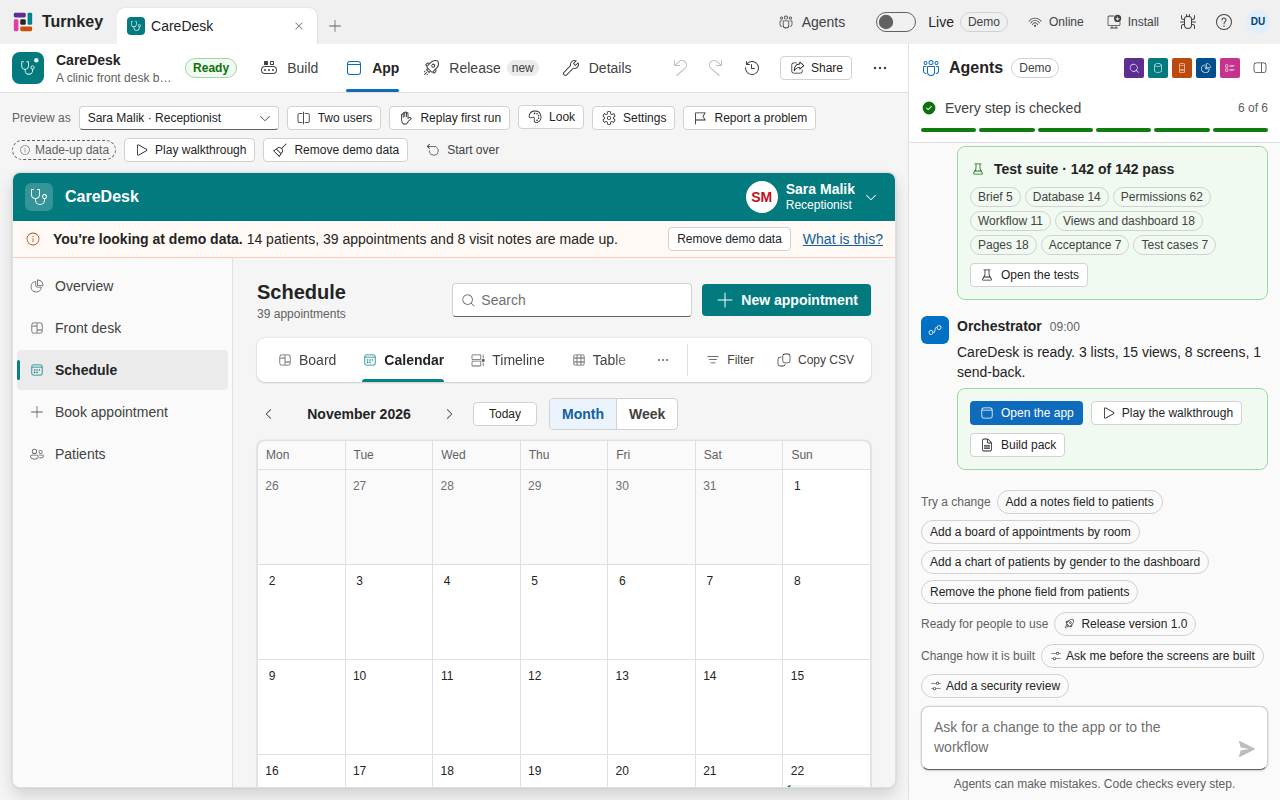 Turnkey
CareDesk
Agents
Live
Demo
Online
Install
DU
CareDesk
A clinic front desk b...
Ready
Build
App
Release
new
Details
Share
Agents
Demo
Every step is checked
6 of 6
Preview as
Sara Malik · Receptionist
Two users
Replay first run
Look
Settings
Report a problem
Made-up data
Play walkthrough
Remove demo data
Start over
CareDesk
SM
Sara Malik
Receptionist
You're looking at demo data. 14 patients, 39 appointments and 8 visit notes are made up.
Remove demo data
What is this?
Overview
Front desk
Schedule
Book appointment
Patients
Schedule
39 appointments
Search
New appointment
Board
Calendar
Timeline
Table
Filter
Copy CSV
November 2026
Today
Month
Week
Mon Tue Wed Thu Fri Sat Sun
26 27 28 29 30 31 1
2 3 4 5 6 7 8
9 10 11 12 13 14 15
16 17 18 19 20 21 22
Test suite · 142 of 142 pass
Brief 5
Database 14
Permissions 62
Workflow 11
Views and dashboard 18
Pages 18
Acceptance 7
Test cases 7
Open the tests
Orchestrator 09:00
CareDesk is ready. 3 lists, 15 views, 8 screens, 1
send-back.
Open the app
Play the walkthrough
Build pack
Try a change
Add a notes field to patients
Add a board of appointments by room
Add a chart of patients by gender to the dashboard
Remove the phone field from patients
Ready for people to use
Release version 1.0
Change how it is built
Ask me before the screens are built
Add a security review
Ask for a change to the app or to the
workflow
Agents can make mistakes. Code checks every step.